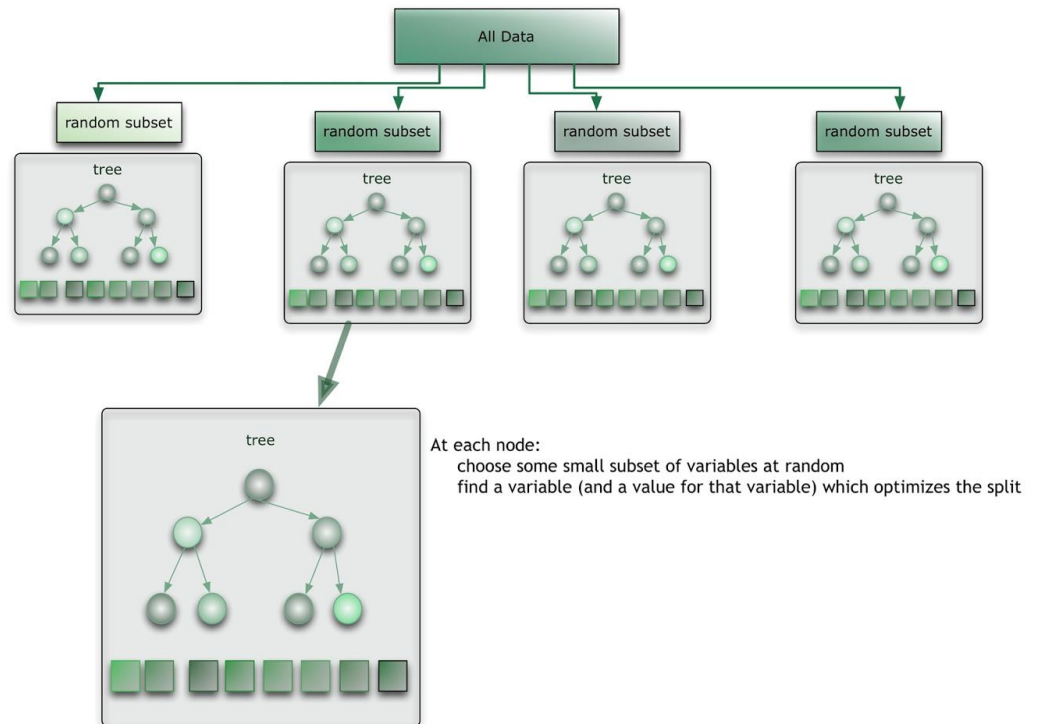 All Data
random subset
random subset
random subset
random subset
tree
tree
tree
tree
tree
At each node:
choose some small subset of variables at random
find a variable (and a value for that variable) which optimizes the split